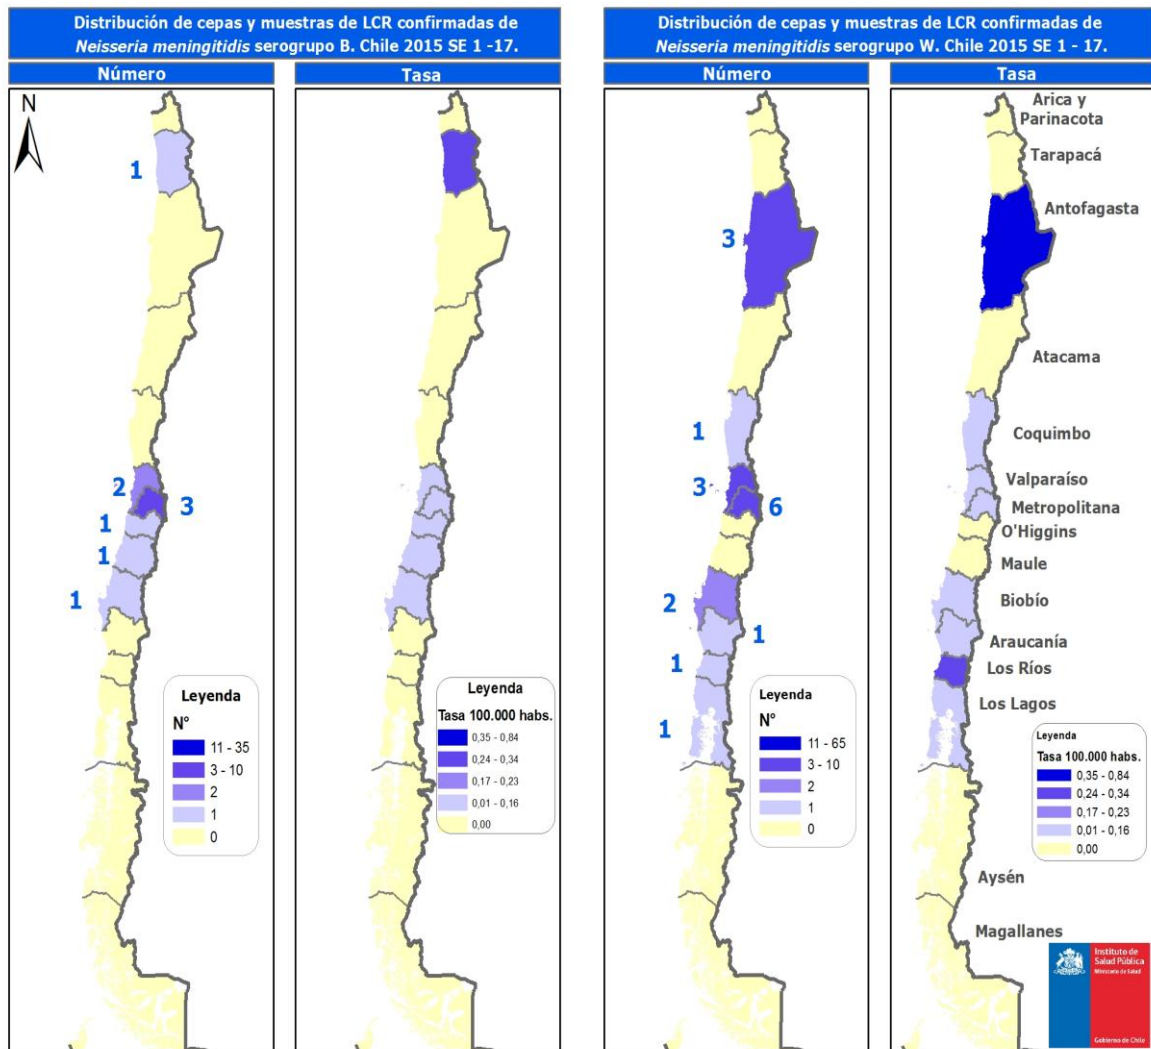 Distribución de cepas y muestras de LCR confirmadas de
Neisseria meningitidis serogrupo B. Chile 2015 SE 1 -17.
Número
Tasa
N
1
2
3
1
1
1
Leyenda
N°
11 - 35
3 - 10
2
1
0
Leyenda
Tasa 100.000 habs.
0,35 - 0,84
0,24 - 0,34
0,17 - 0,23
0,01 - 0,16
0,00
Distribución de cepas y muestras de LCR confirmadas de
Neisseria meningitidis serogrupo W. Chile 2015 SE 1 - 17.
Número
Tasa
3
1
3
6
2
1
1
1
Leyenda
N°
11 - 65
3 - 10
2
1
0
Arica y
Parinacota
Tarapacá
Antofagasta
Atacama
Coquimbo
Valparaíso
Metropolitana
O'Higgins
Maule
Biobío
Araucanía
Los Ríos
Los Lagos
Leyenda
Tasa 100.000 habs.
0,35 - 0,84
0,24 - 0,34
0,17 - 0,23
0,01 - 0,16
0,00
Aysén
Magallanes
Instituto de
Salud Pública
Ministerio de Salud
Gobierno de Chile